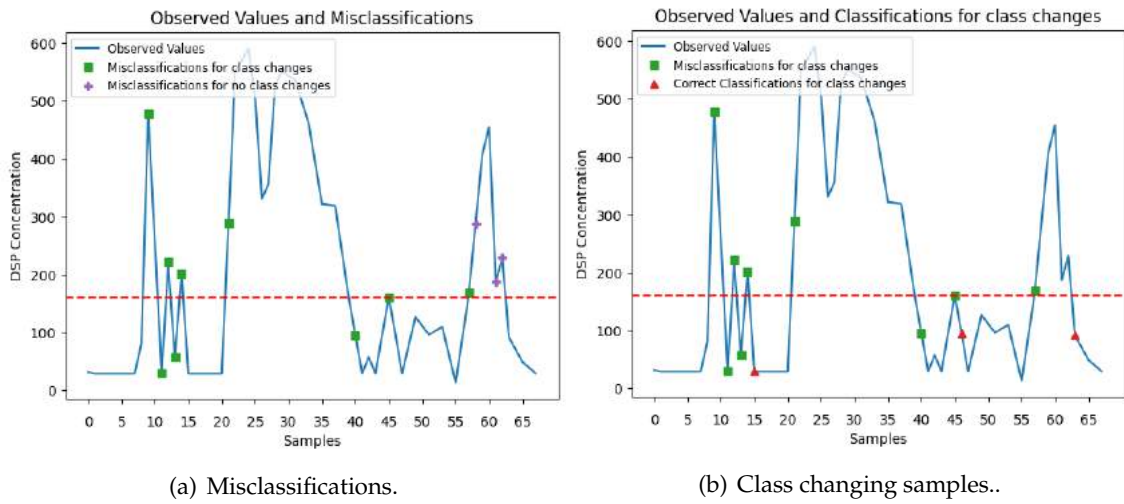 Observed Values and Misclassifications
600
500
400
300
200
100
0
DSP Concentration
Observed Values
Misclassifications for class changes
Misclassifications for no class changes
0 5 10 15 20 25 30 35 40 45 50 55 60 65
Samples
(a) Misclassifications.
Observed Values and Classifications for class changes
600
500
400
300
200
100
0
DSP Concentration
Observed Values
Misclassifications for class changes
Correct Classifications for class changes
0 5 10 15 20 25 30 35 40 45 50 55 60 65
Samples
(b) Class changing samples..